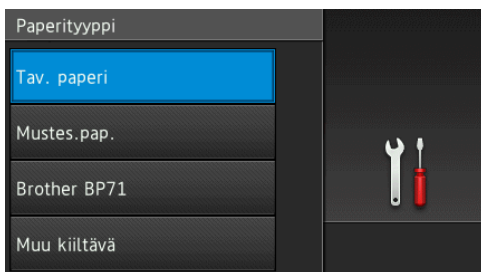 Paperityyppi
Tav. paperi
Mustes.pap.
Brother BP71
Muu kiiltävä